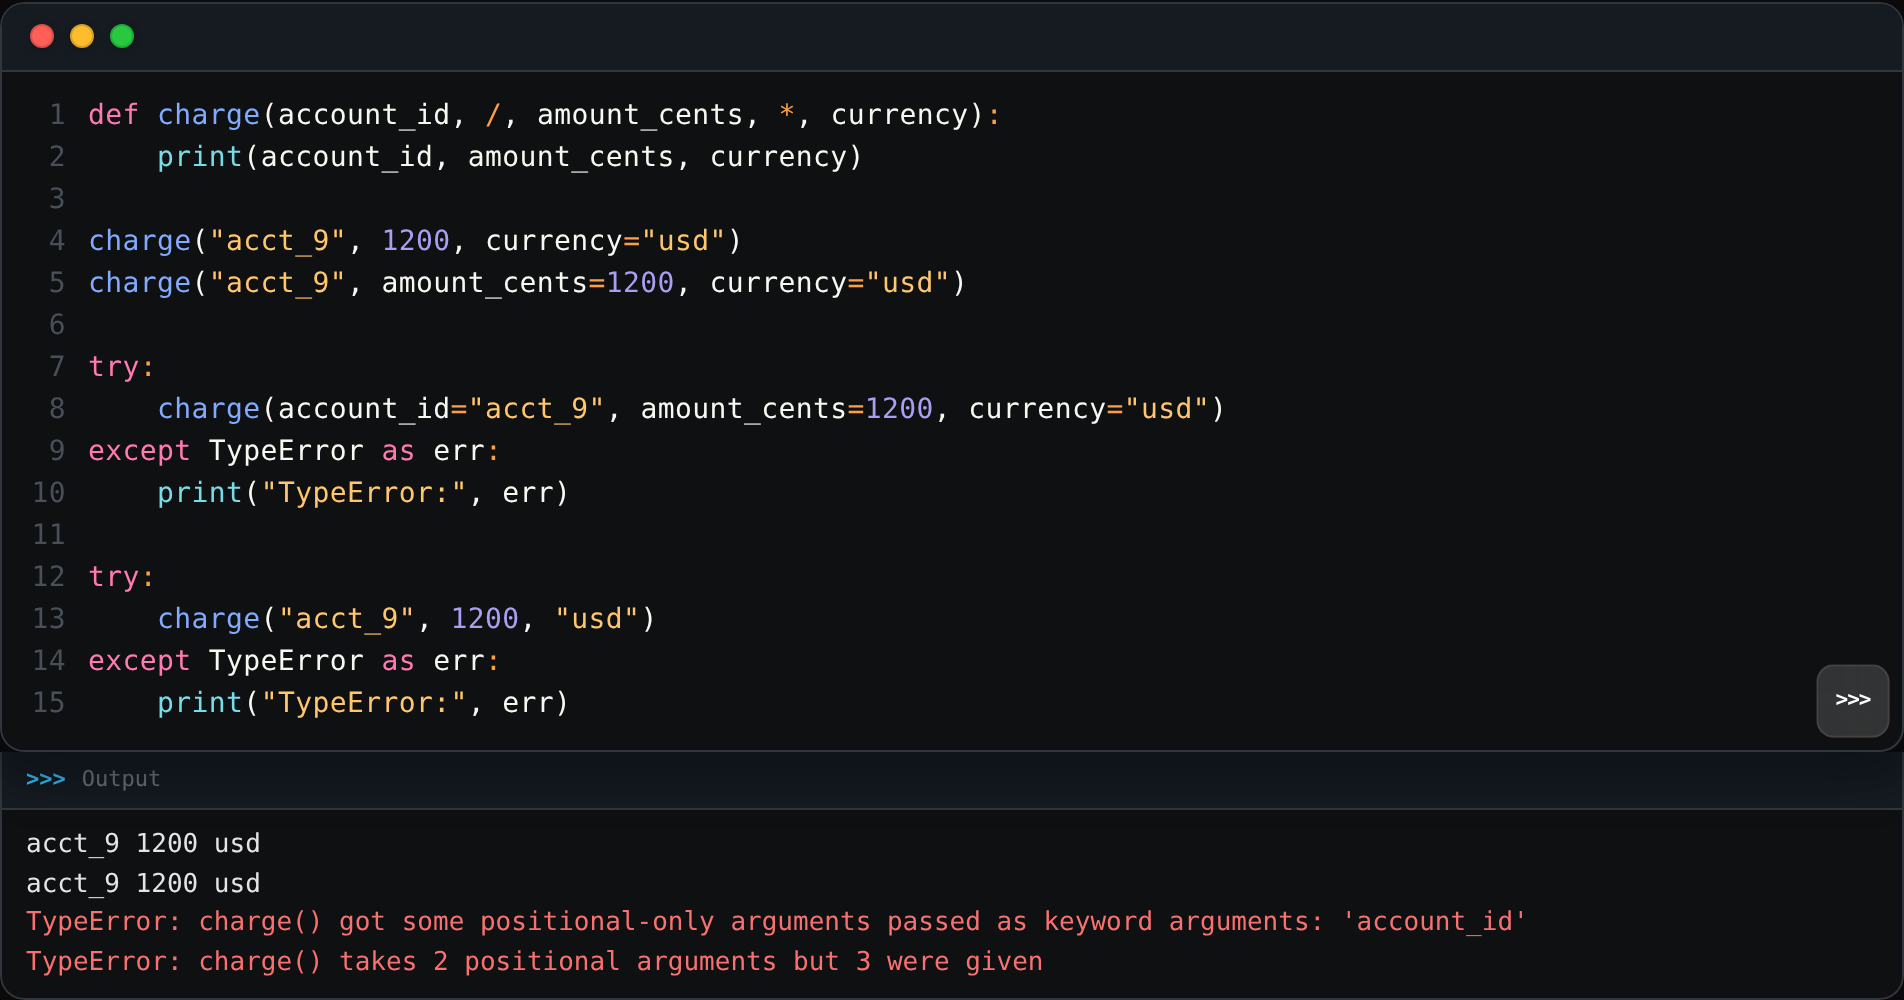 1 def charge(account_id, /, amount_cents, *, currency):
2     print(account_id, amount_cents, currency)
3
4 charge("acct_9", 1200, currency="usd")
5 charge("acct_9", amount_cents=1200, currency="usd")
6
7 try:
8     charge(account_id="acct_9", amount_cents=1200, currency="usd")
9 except TypeError as err:
10     print("TypeError:", err)
11
12 try:
13     charge("acct_9", 1200, "usd")
14 except TypeError as err:
15     print("TypeError:", err)
>>>
>>> Output
acct_9 1200 usd
acct_9 1200 usd
TypeError: charge() got some positional-only arguments passed as keyword arguments: 'account_id'
TypeError: charge() takes 2 positional arguments but 3 were given